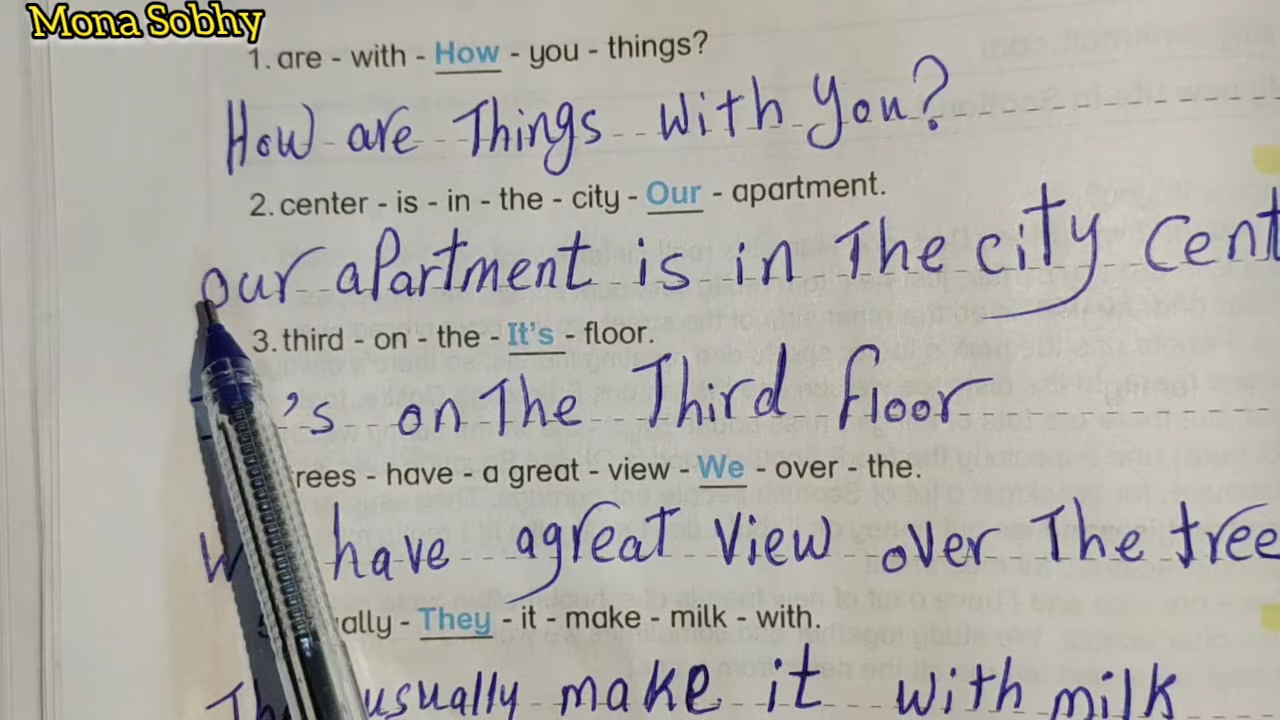 Mona Sobhy
1. are - with - How - you - things?
How are Things with you?
2. center - is - in - the - city - Our - apartment.
our apartment is in The city Cent
3. third - on - the - It's - floor.
's on The Third floor
rees - have - a great - view - We - over - the.
have agreat view over The tree
ally - They - it - make - milk - with.
usually make it with milk